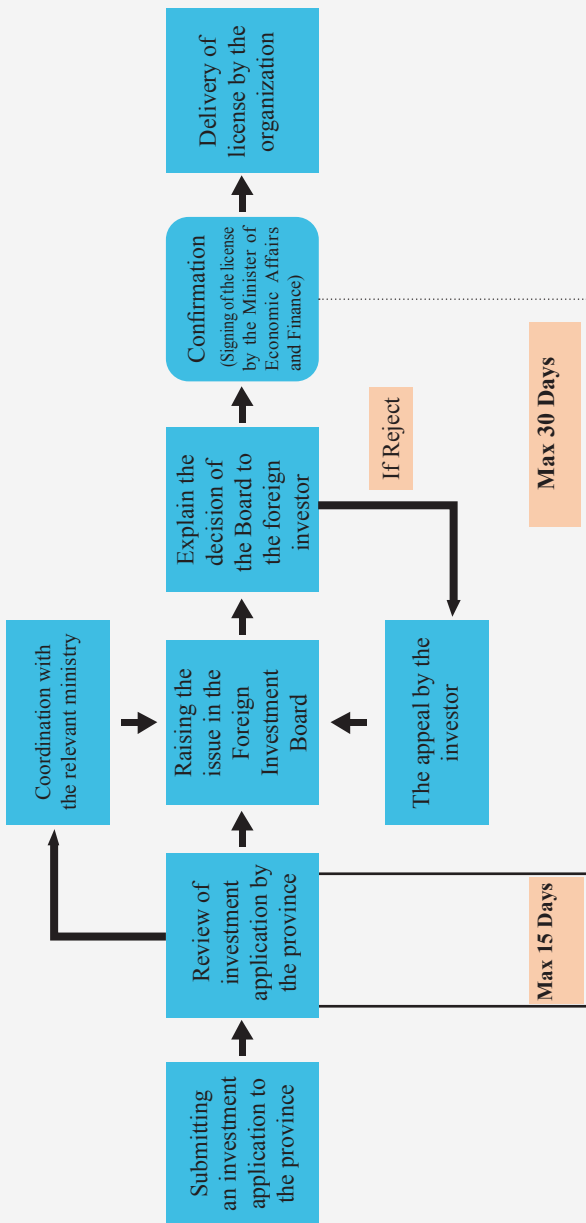 Submitting
an investment
application to
the province
Review of
investment
application by
the province
Coordination with
the relevant ministry
Raising the
issue in the
Foreign
Investment
Board
The appeal by the
investor
Explain the
decision of
the Board to
the foreign
investor
If Reject
Confirmation
(Signing of the license
by the Minister of
Economic Affairs
and Finance)
Delivery of
license by the
organization
Max 15 Days
Max 30 Days